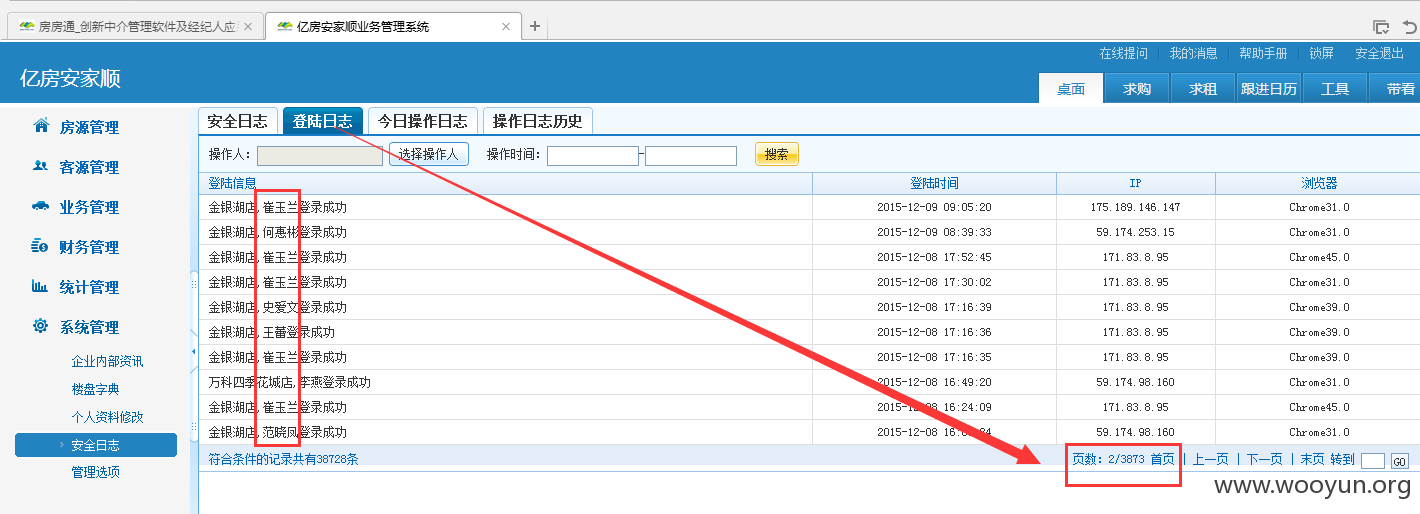 房房通_创新中介管理软件及经纪人应 亿房安家顺业务管理系统
在线提问 我的消息 帮助手册 锁屏 安全退出
亿房安家顺
桌面 求购 求租 跟进日历 工具 带看
房源管理
客源管理
业务管理
财务管理
统计管理
系统管理
企业内部资讯
楼盘字典
个人资料修改
安全日志
管理选项
安全日志 登陆日志 今日操作日志 操作日志历史
操作人: 选择操作人 操作时间: - 搜索
登陆信息 登陆时间 IP 浏览器
金银湖店,崔玉兰登录成功 2015-12-09 09:05:20 175.189.146.147 Chrome31.0
金银湖店,何惠彬登录成功 2015-12-09 08:39:33 59.174.253.15 Chrome31.0
金银湖店,崔玉兰登录成功 2015-12-08 17:52:45 171.83.8.95 Chrome45.0
金银湖店,崔玉兰登录成功 2015-12-08 17:30:02 171.83.8.95 Chrome31.0
金银湖店,史爱文登录成功 2015-12-08 17:16:39 171.83.8.95 Chrome39.0
金银湖店,王蕾登录成功 2015-12-08 17:16:36 171.83.8.95 Chrome39.0
金银湖店,崔玉兰登录成功 2015-12-08 17:16:35 171.83.8.95 Chrome39.0
万科四季花城店,李燕登录成功 2015-12-08 16:49:20 59.174.98.160 Chrome31.0
金银湖店,崔玉兰登录成功 2015-12-08 16:24:09 171.83.8.95 Chrome45.0
金银湖店,范晓凤登录成功 2015-12-08 59.174.98.160 Chrome31.0
符合条件的记录共有38728条 页数: 2/3873 首页 | 上一页 | 下一页 | 末页 转到 GO
www.wooyun.org